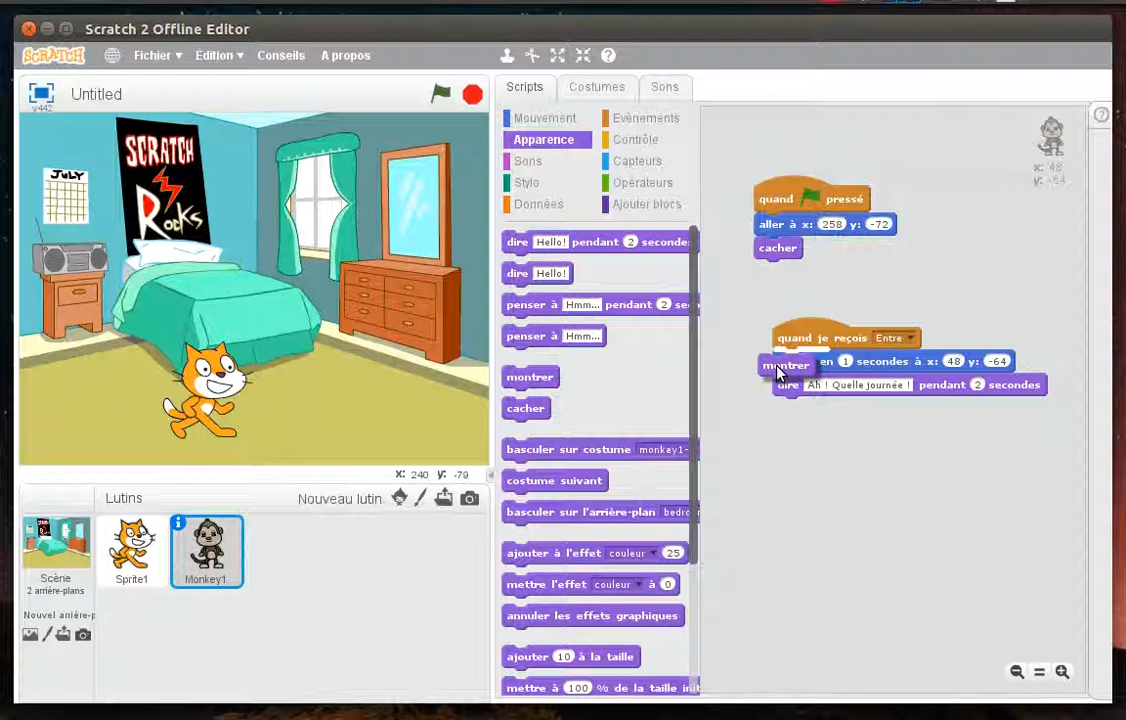 Scratch 2 Offline Editor
SCRATCH
Fichier ▾ Edition ▾ Conseils A propos
v442
Untitled
Scripts Costumes Sons
SCRATCH
Rocks
JULY
Mouvement
Apparence
Sons
Stylo
Données
Evènements
Contrôle
Capteurs
Opérateurs
Ajouter blocs
dire Hello! pendant 2 secondes
dire Hello!
penser à Hmm... pendant 2
penser à Hmm...
montrer
cacher
basculer sur costume monkey1-
costume suivant
basculer sur l'arrière-plan
ajouter à l'effet couleur ▾ 25
mettre l'effet couleur ▾ à 0
annuler les effets graphiques
ajouter 10 à la taille
mettre à 100 % de la taille
x: 48
y: -64
quand pressé
aller à x: 258 y: -72
cacher
quand je reçois Entre ▾
montrer
en 1 secondes à x: 48 y: -64
dire Ah ! Quelle journée ! pendant 2 secondes
x: 240 y: -79
Lutins Nouveau lutin
Scène
2 arrière-plans
Sprite1
Monkey1
Nouvel arrière-p